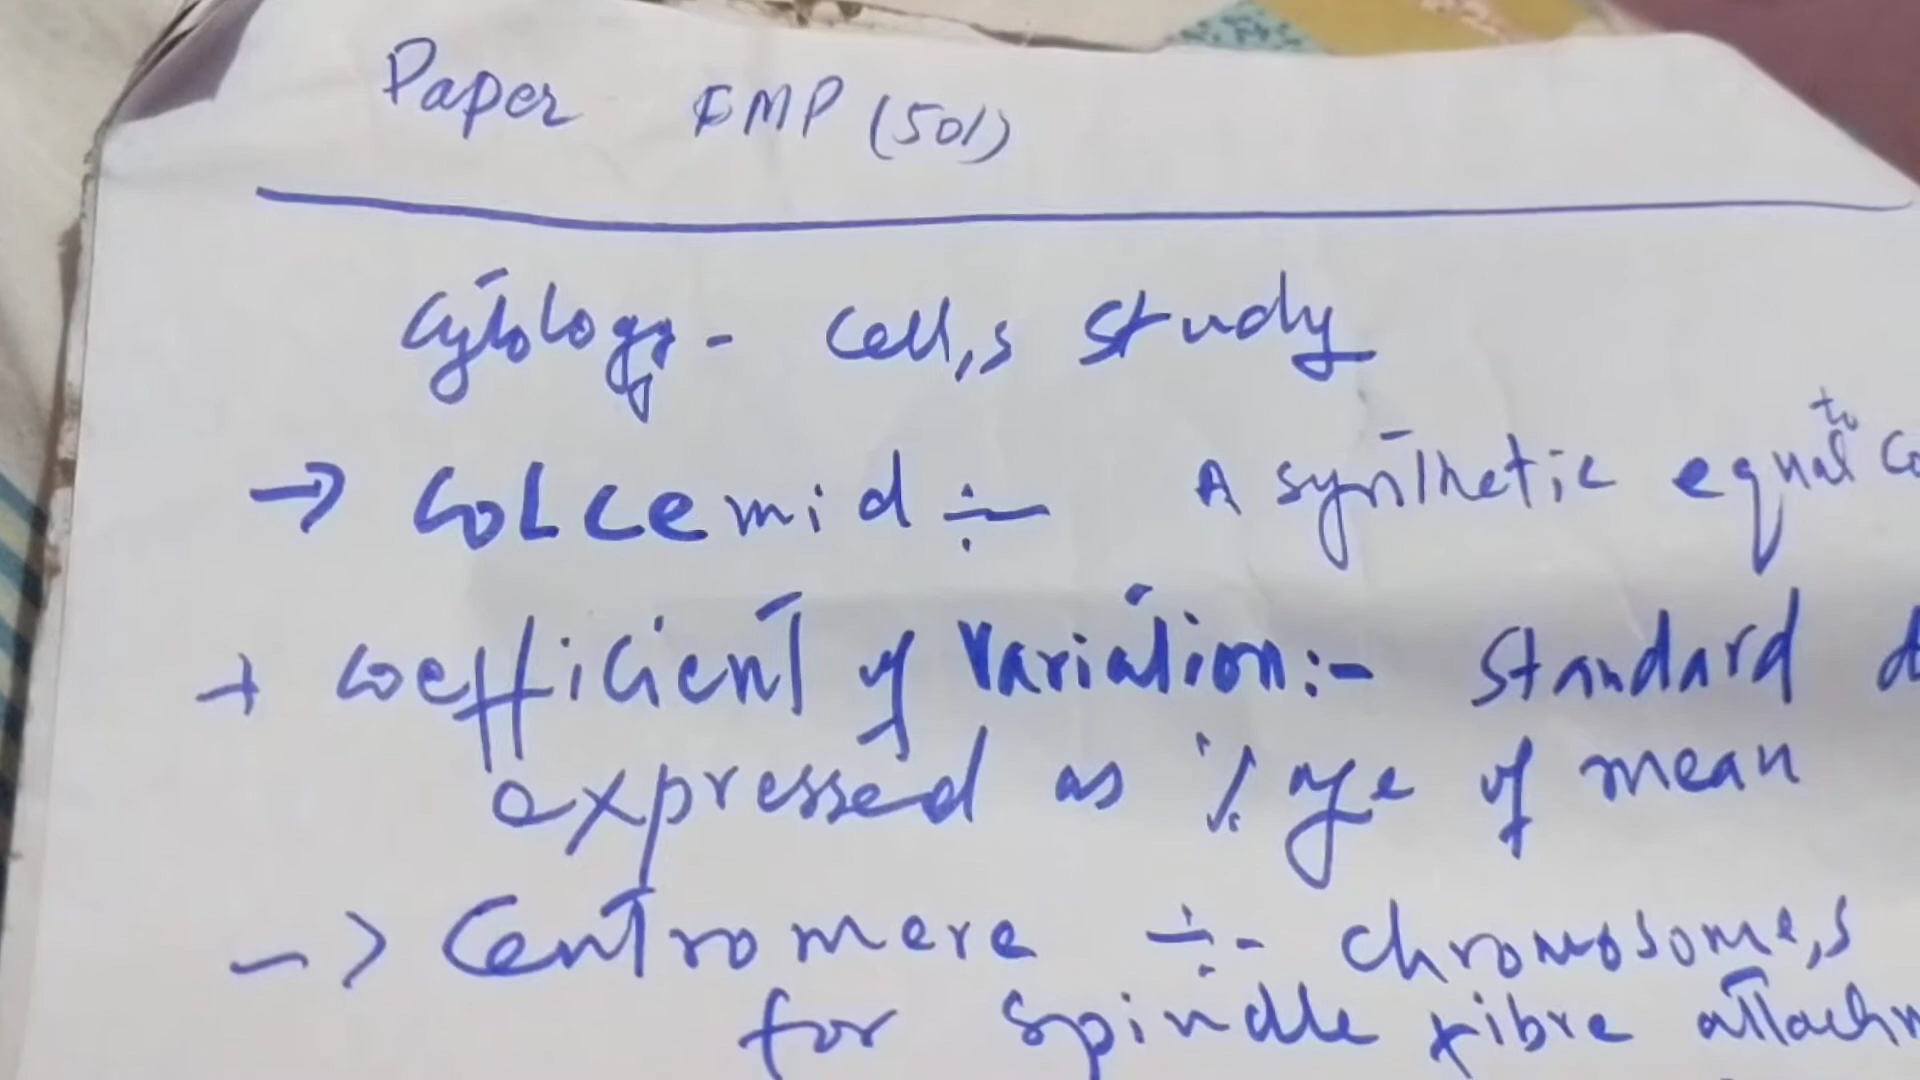 Paper EMP (501)
Cytology - Cell,s study
→ Colcemid ÷ A synthetic equal to
→ Coefficient of variation:- Standard
expressed as %age of mean
-> Centromere ÷- Chromosome,s
for spindle fibre